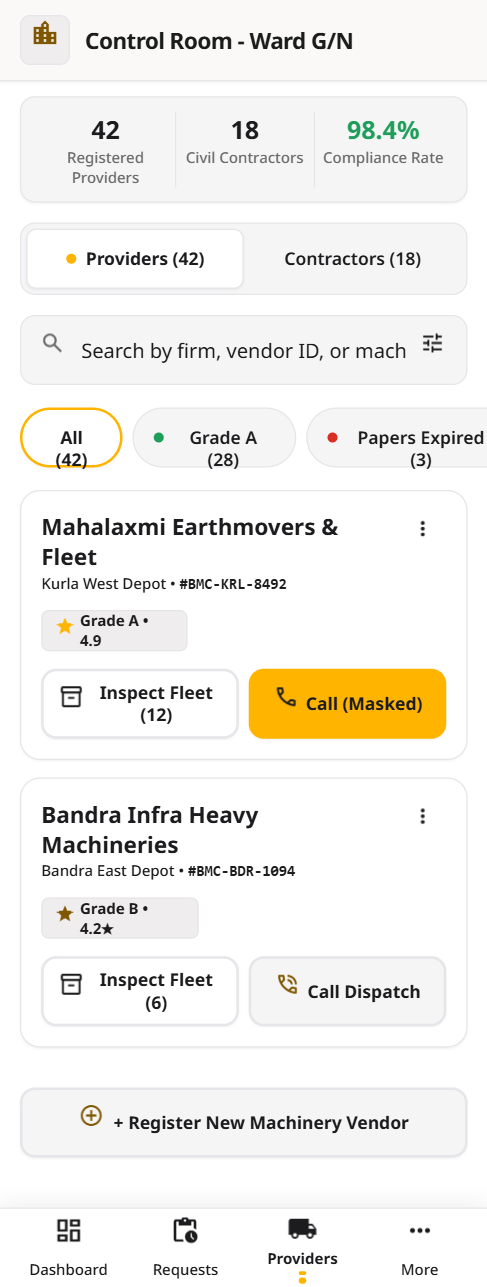 Control Room - Ward G/N
42
Registered
Providers
18
Civil Contractors
98.4%
Compliance Rate
Providers (42)
Contractors (18)
Search by firm, vendor ID, or mach
All
(42)
Grade A
(28)
Papers Expired
(3)
Mahalaxmi Earthmovers &
Fleet
Kurla West Depot • #BMC-KRL-8492
Grade A •
4.9
Inspect Fleet
(12)
Call (Masked)
Bandra Infra Heavy
Machineries
Bandra East Depot • #BMC-BDR-1094
Grade B •
4.2★
Inspect Fleet
(6)
Call Dispatch
+ Register New Machinery Vendor
Dashboard
Requests
Providers
More